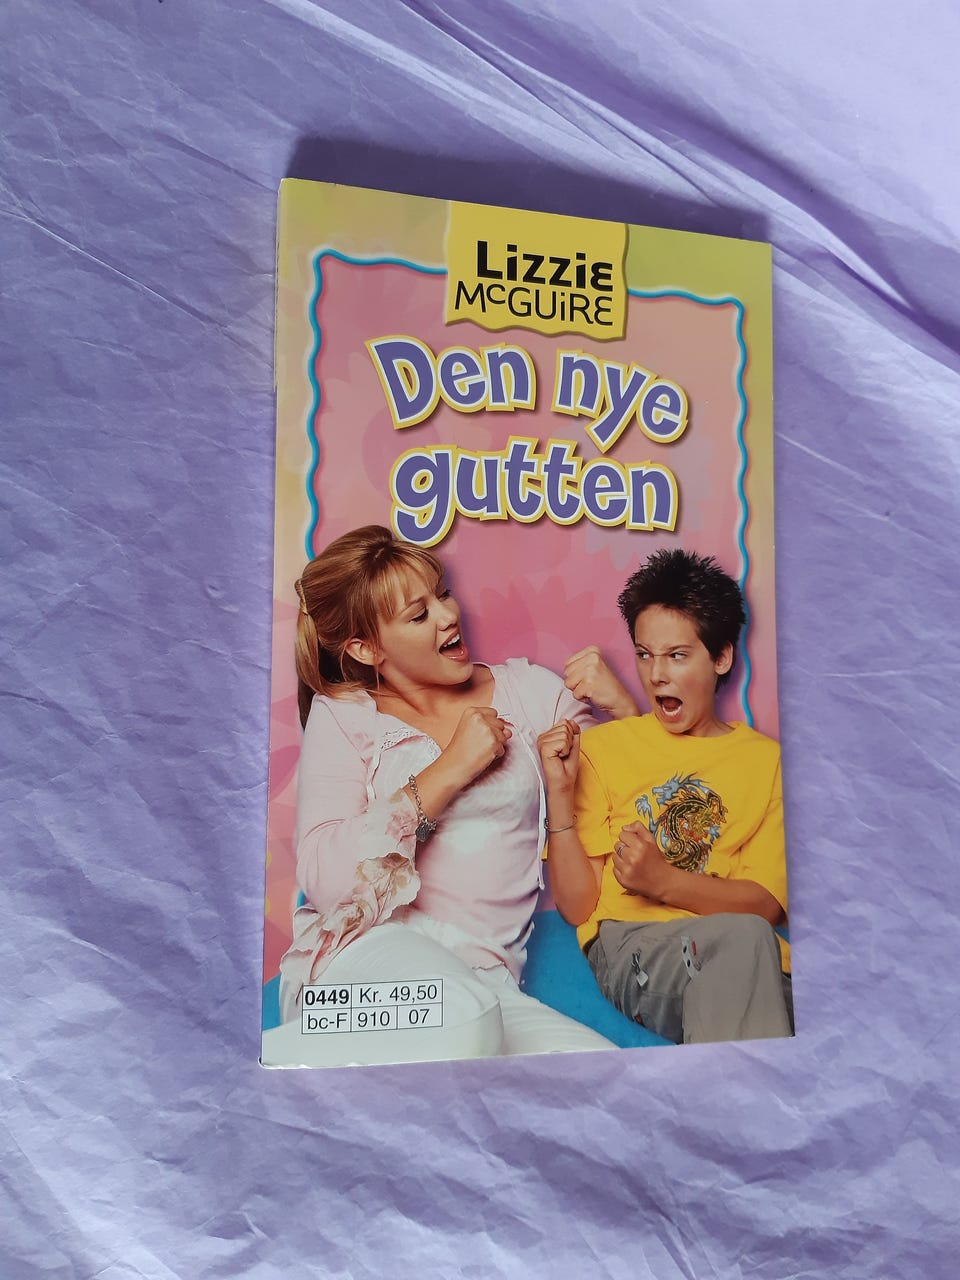 Lizzie
McGUiRE
Den nye
gutten
0449 Kr. 49,50
bc-F 910 07